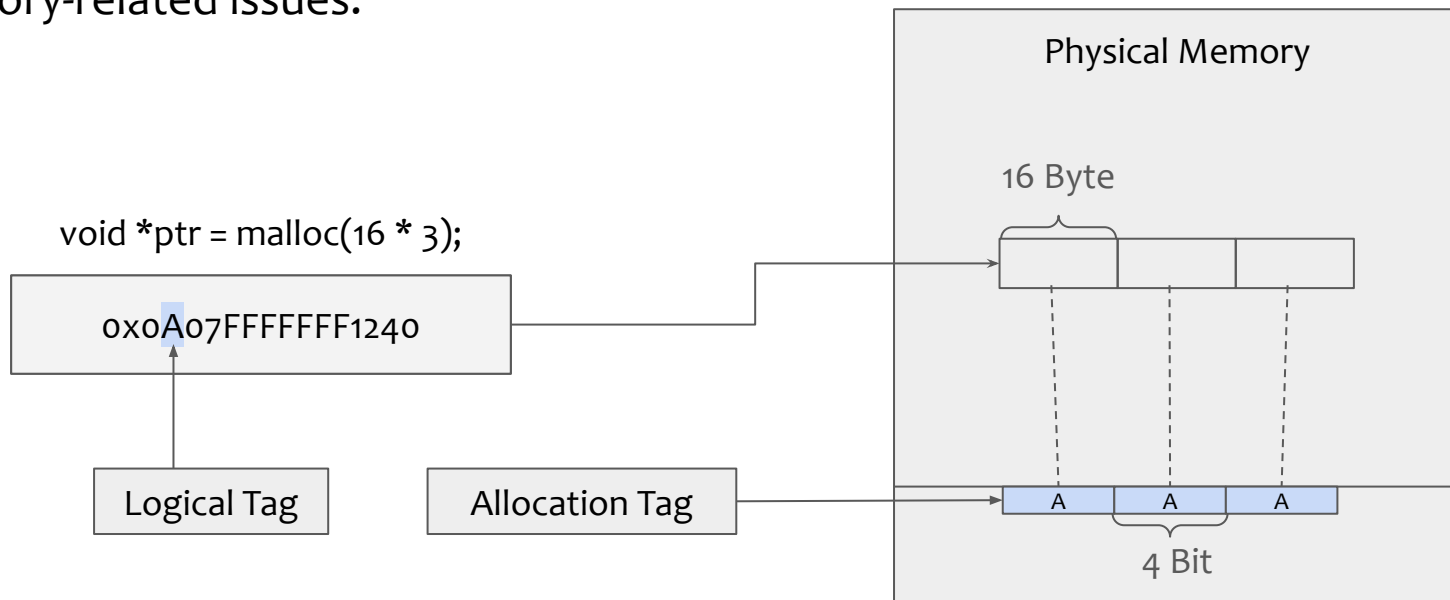 ory-related issues.
Physical Memory
16 Byte
void *ptr = malloc(16 * 3);
0x0A07FFFFFFF1240
Logical Tag
Allocation Tag
A A A
4 Bit